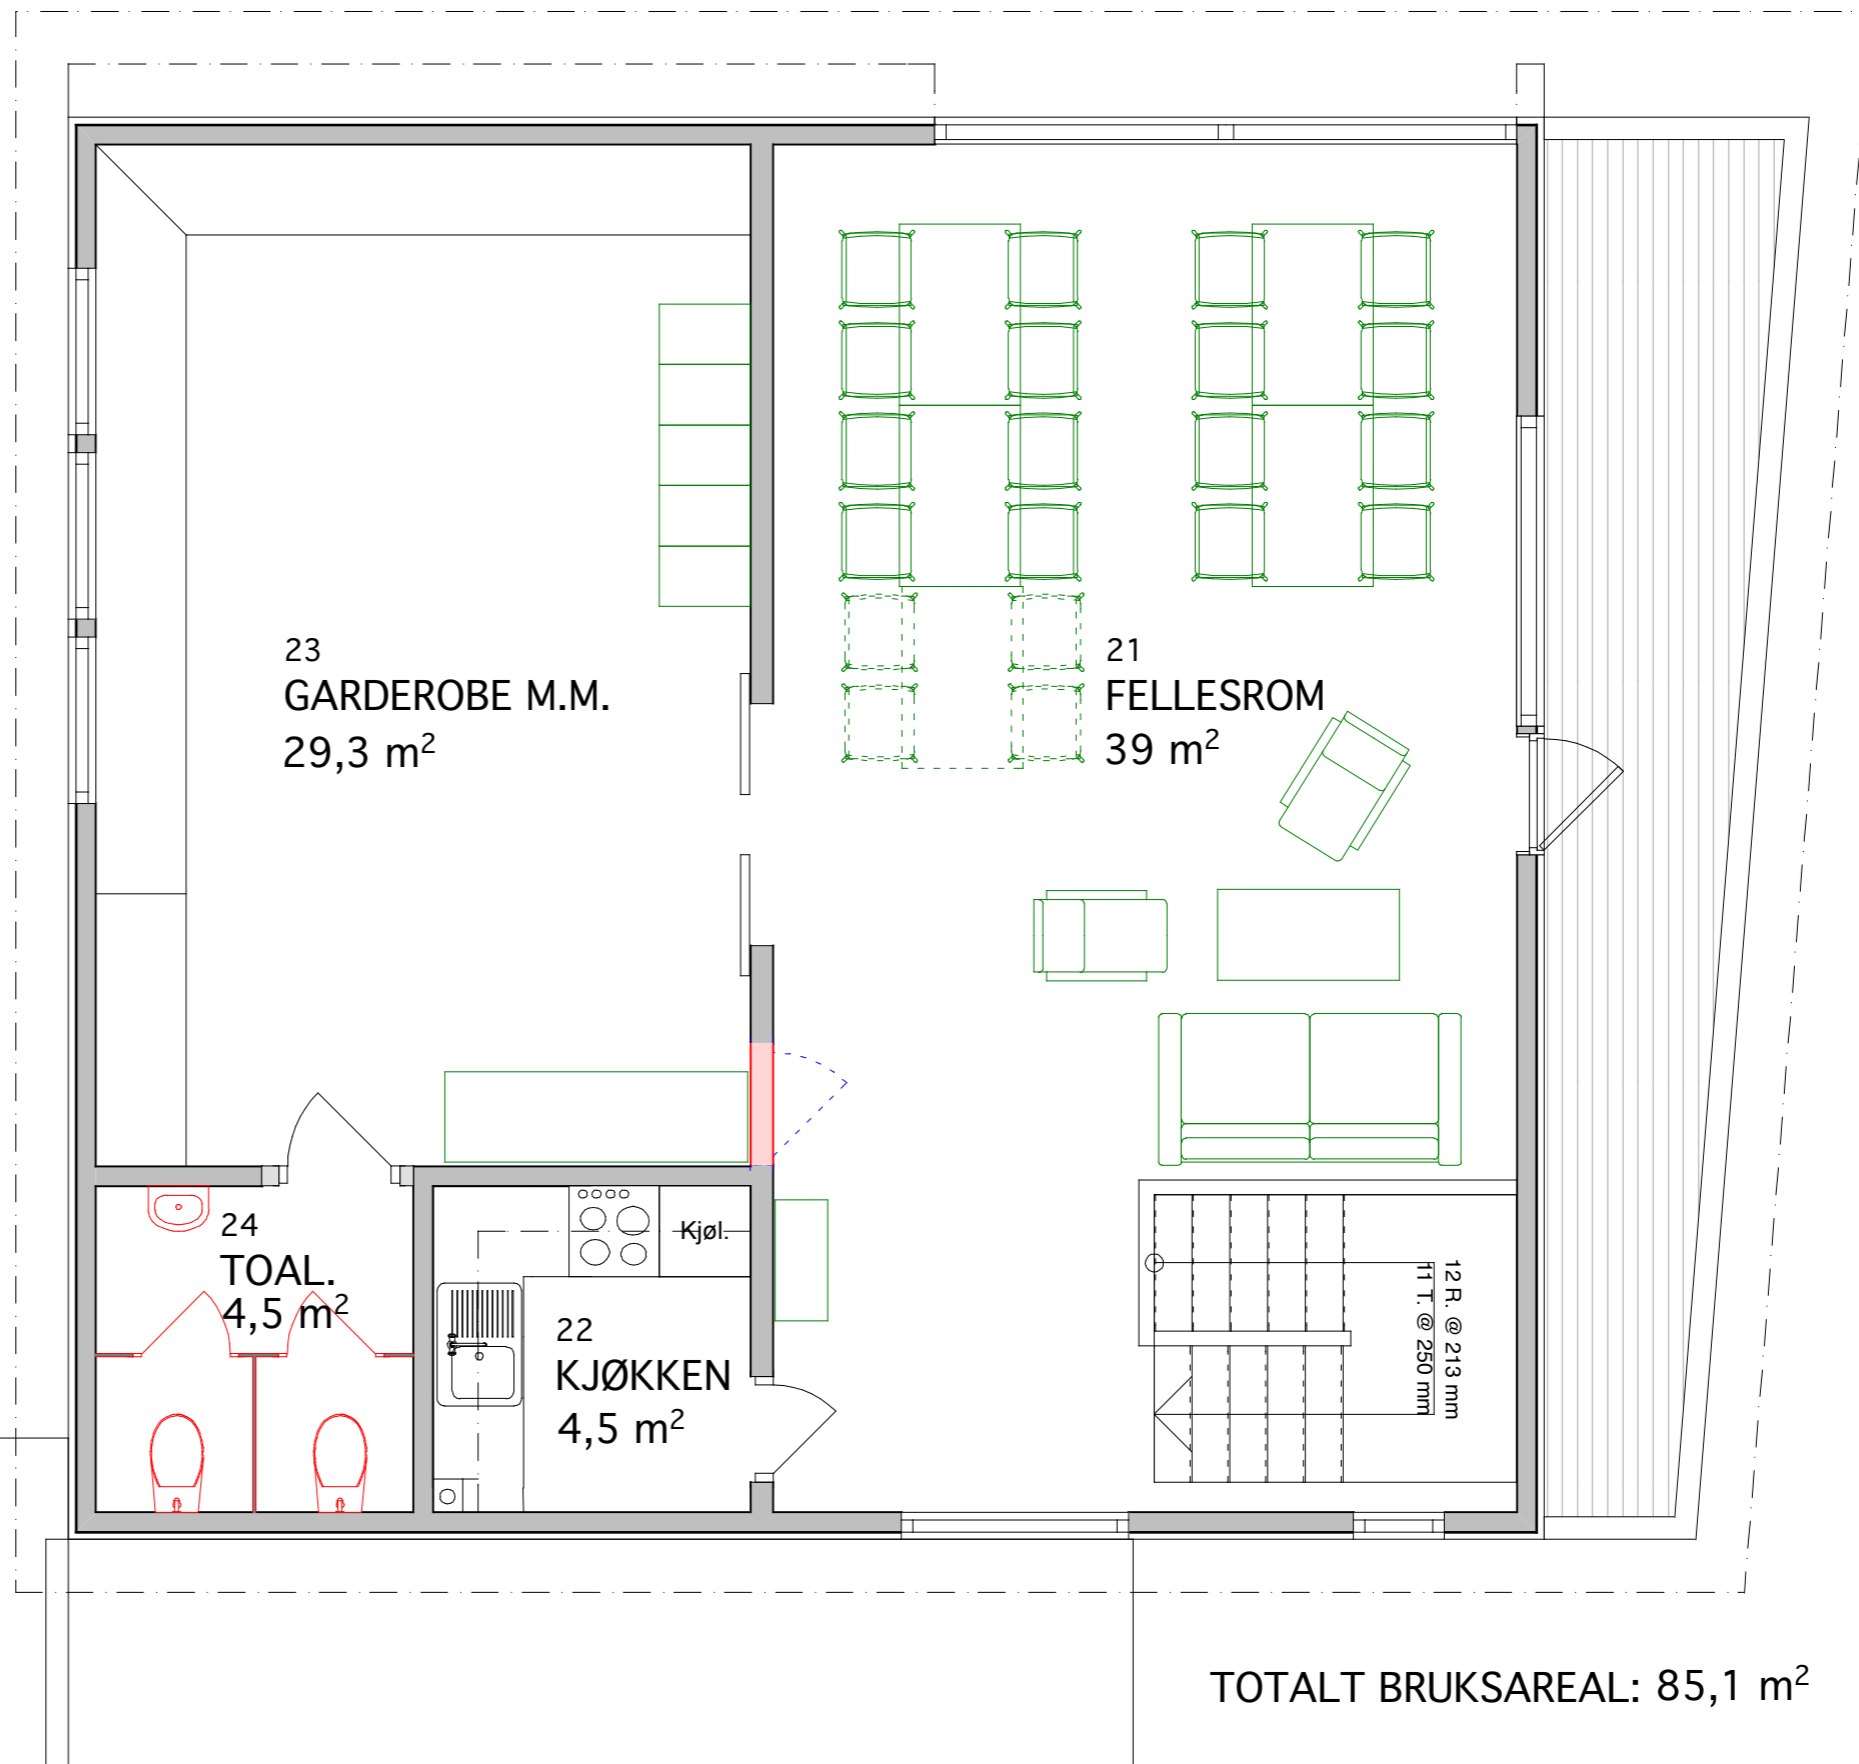 23
GARDEROBE M.M.
29,3 m²
21
FELLESROM
39 m²
24
TOAL.
4,5 m²
Kjøl.
22
KJØKKEN
4,5 m²
12 R. @ 213 mm
11 T. @ 250 mm
TOTALT BRUKSAREAL: 85,1 m²